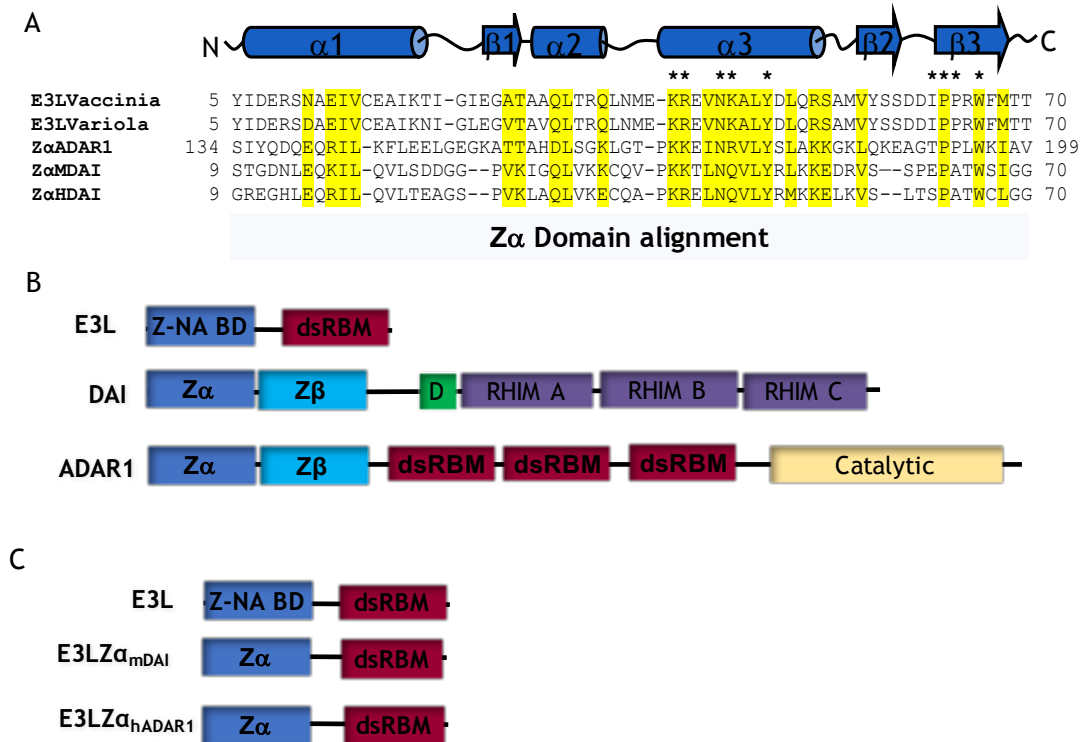 A
N α1 β1 α2 α3 β2 β3 C
** ** * *** *
E3LVaccinia 5 YIDERSNAEIVCEAIKTI-GIEGATAAQLTRQLNME-KREVNKALYDLQRSAMVYSSDDIPPRWFMTT 70
E3LVariola 5 YIDERSDAEIVCEAIKNI-GLEGVTAVQLTRQLNME-KREVNKALYSLQRSAMVYSSDDIPPRWFMTT 70
ZαADAR1 134 SIYQDQEQRIL-KFLEELGEGKATTAHDLSGKLGT-PKKEINRVLYSLAKKGKLQKEAGTPPLWKIAV 199
ZαMDAI 9 STGDNLEQKIL-QVLSDDGG--PVKIGQLVKKCQV-PKKTLNQVLYRLKKEDRVS--SPEPATWSIGG 70
ZαHDAI 9 GREGHLEQRIL-QVLTEAGS--PVKLAQLVKECQA-PKRELNQVLYRMKKELKVS--LTSPATWCLGG 70
Zα Domain alignment
B
E3L Z-NA BD dsRBM
DAI Zα Zβ D RHIM A RHIM B RHIM C
ADAR1 Zα Zβ dsRBM dsRBM dsRBM Catalytic
C
E3L Z-NA BD dsRBM
E3LZαmDAI Zα dsRBM
E3LZαhADAR1 Zα dsRBM